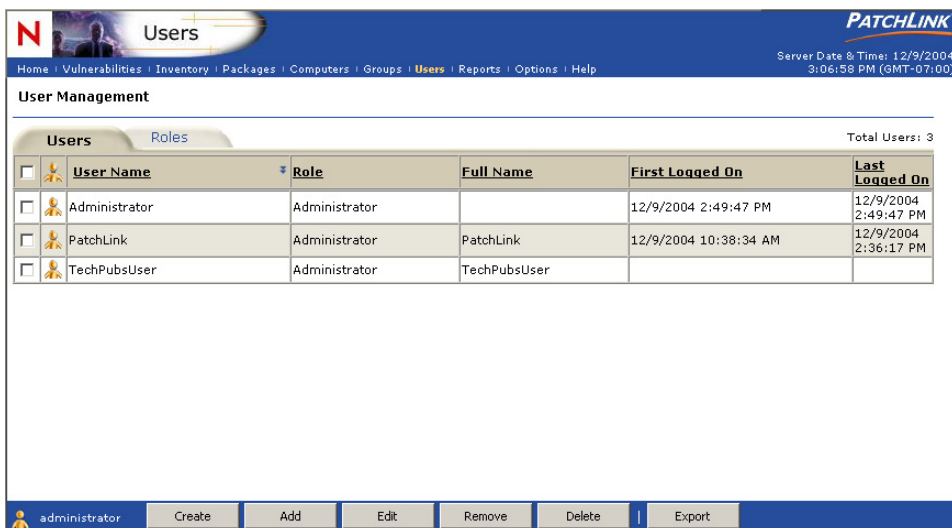 N Users PATCHLINK
Server Date & Time: 12/9/2004
Home Vulnerabilities Inventory Packages Computers Groups Users Reports Options Help 3:06:58 PM (GMT-07:00)
User Management
Users Roles Total Users: 3
User Name Role Full Name First Logged On Last Logged On
Administrator Administrator 12/9/2004 2:49:47 PM 12/9/2004 2:49:47 PM
PatchLink Administrator PatchLink 12/9/2004 10:38:34 AM 12/9/2004 2:36:17 PM
TechPubsUser Administrator TechPubsUser
administrator Create Add Edit Remove Delete | Export